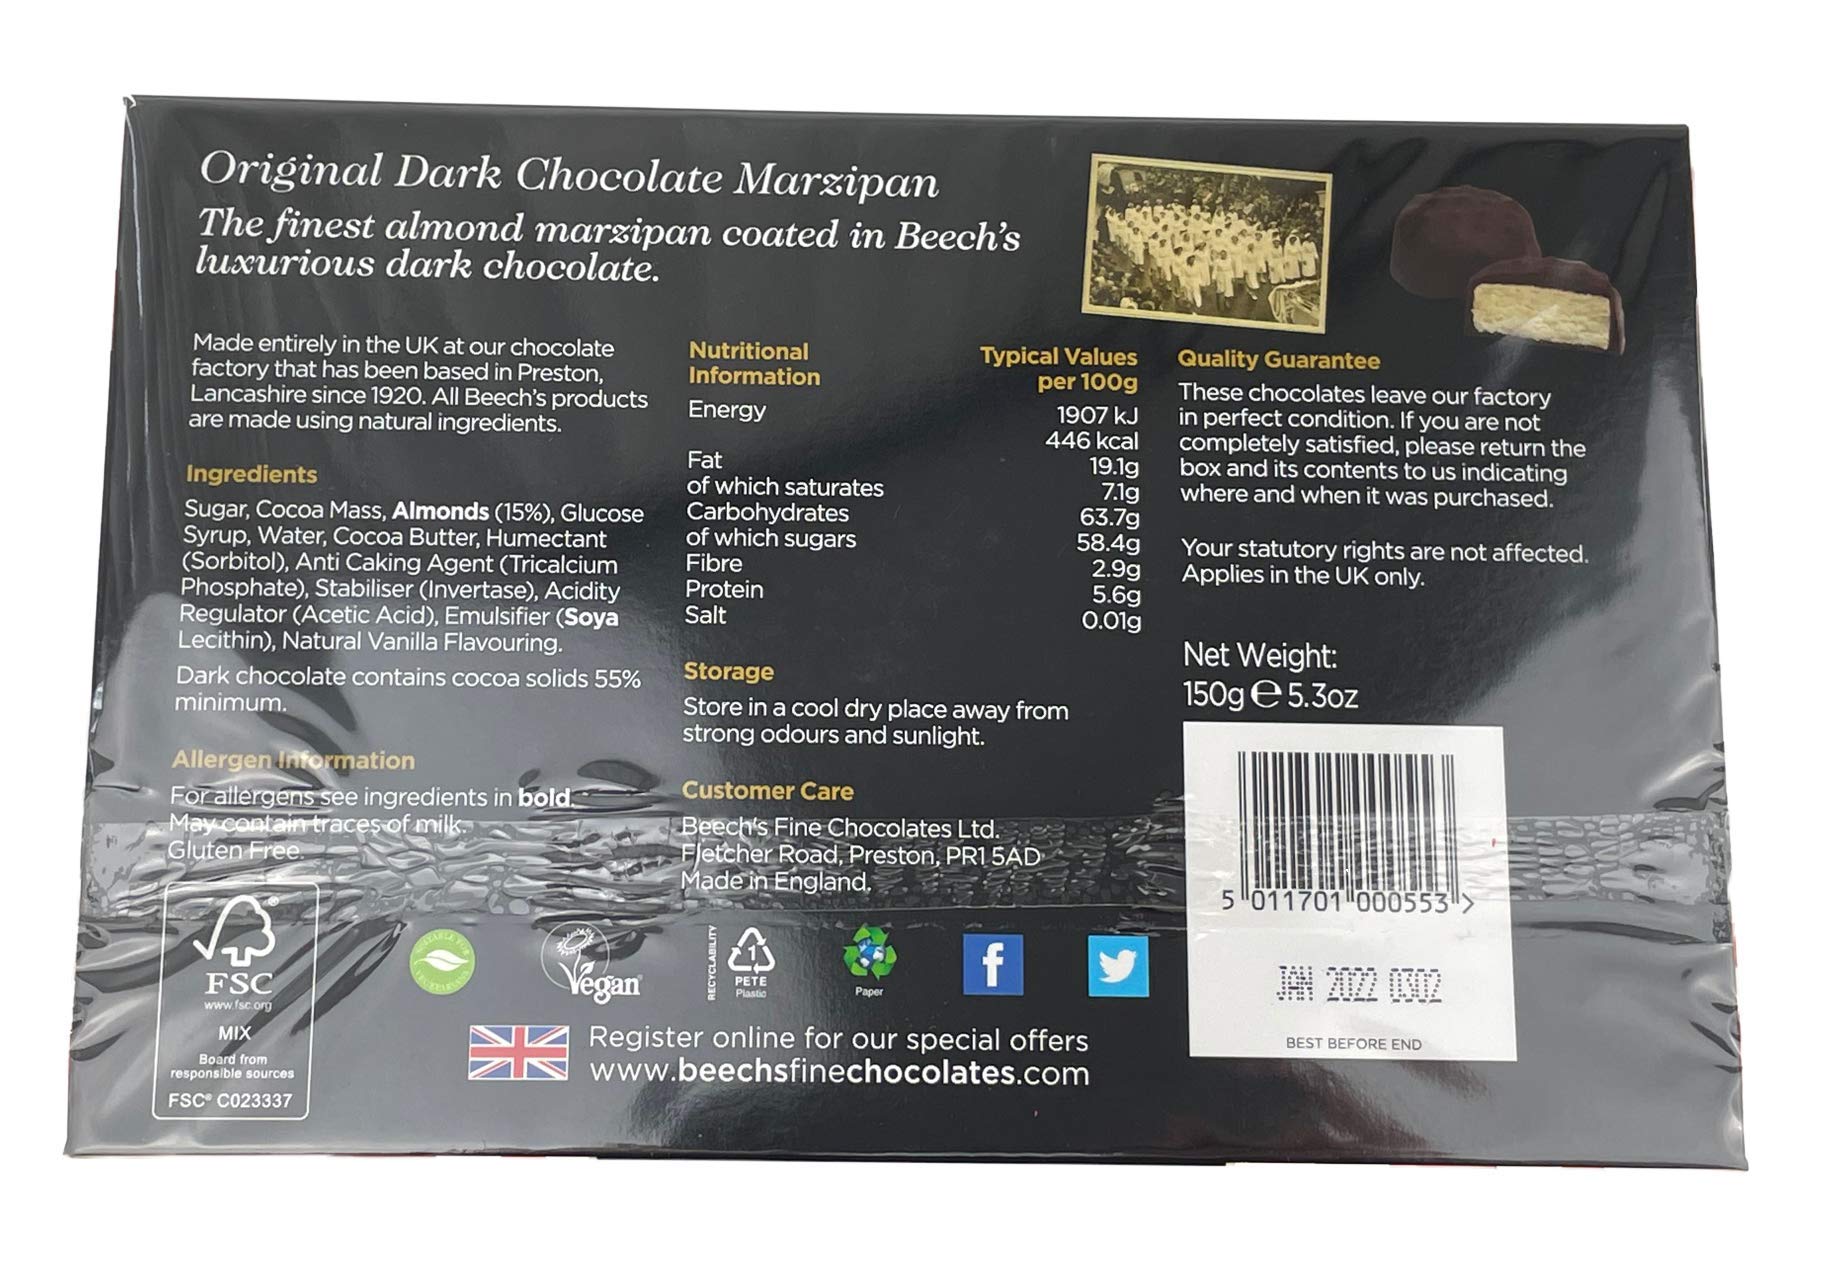 Original Dark Chocolate Marzipan
The finest almond marzipan coated in Beech's
luxurious dark chocolate.
Made entirely in the UK at our chocolate
factory that has been based in Preston,
Lancashire since 1920. All Beech's products
are made using natural ingredients.
Ingredients
Sugar, Cocoa Mass, Almonds (15%), Glucose
Syrup, Water, Cocoa Butter, Humectant
(Sorbitol), Anti Caking Agent (Tricalcium
Phosphate), Stabiliser (Invertase), Acidity
Regulator (Acetic Acid), Emulsifier (Soya
Lecithin), Natural Vanilla Flavouring.
Dark chocolate contains cocoa solids 55%
minimum.
Allergen Information
For allergens see ingredients in bold.
May contain traces of milk.
Gluten Free.
FSC®
www.fsc.org
MIX
Board from
responsible sources
FSC® C023337
Nutritional Typical Values
Information per 100g
Energy 1907 kJ
446 kcal
Fat 19.1g
of which saturates 7.1g
Carbohydrates 63.7g
of which sugars 58.4g
Fibre 2.9g
Protein 5.6g
Salt 0.01g
Storage
Store in a cool dry place away from
strong odours and sunlight.
Customer Care
Beech's Fine Chocolates Ltd.
Fletcher Road, Preston, PR1 5AD
Made in England.
SUITABLE FOR VEGETARIANS
Vegan
RECYCLABILITY
1
PETE
Plastic
Paper
f
Register online for our special offers
www.beechsfinechocolates.com
Quality Guarantee
These chocolates leave our factory
in perfect condition. If you are not
completely satisfied, please return the
box and its contents to us indicating
where and when it was purchased.
Your statutory rights are not affected.
Applies in the UK only.
Net Weight:
150g e 5.3oz
5 011701 000553 >
JAN 2022 0302
BEST BEFORE END